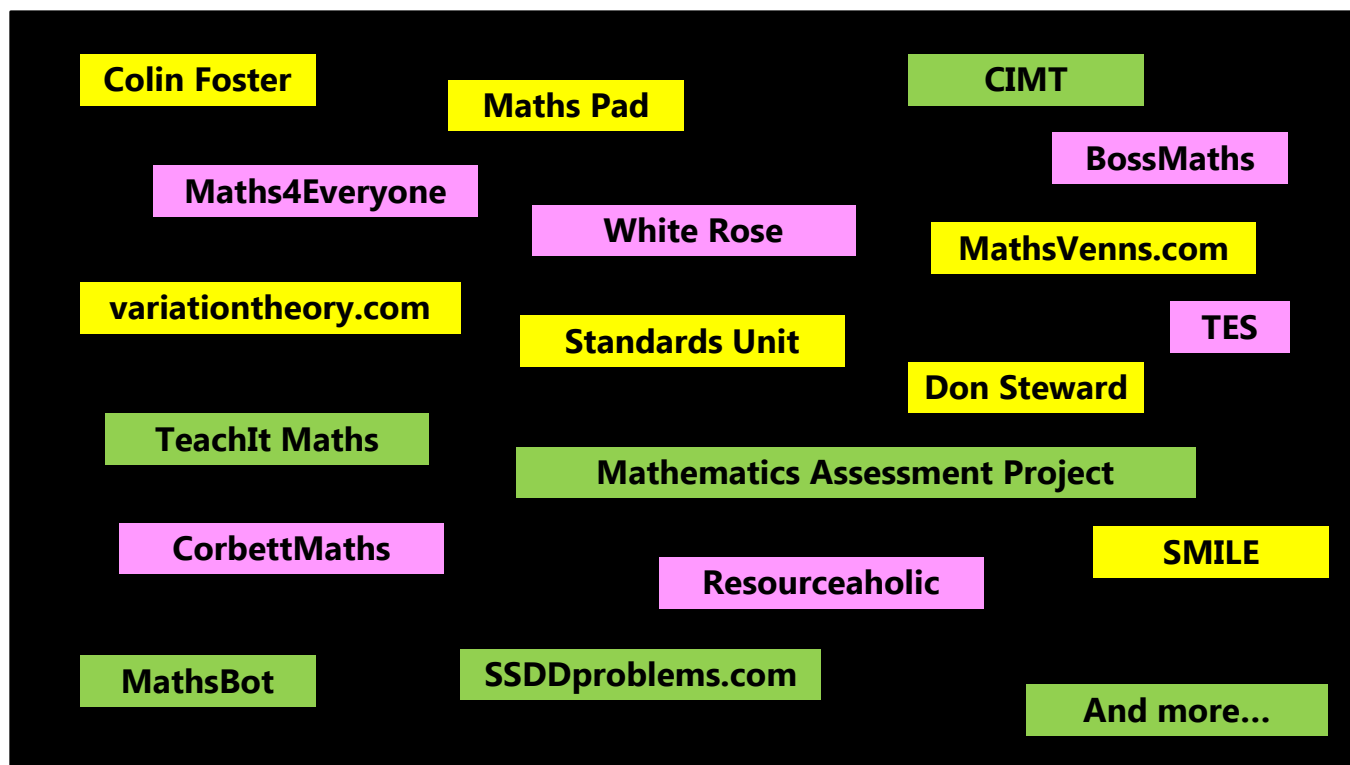 Colin Foster
CIMT
Maths Pad
BossMaths
Maths4Everyone
White Rose
MathsVenns.com
variationtheory.com
TES
Standards Unit
Don Steward
TeachIt Maths
Mathematics Assessment Project
CorbettMaths
SMILE
Resourceaholic
SSDDproblems.com
MathsBot
And more...